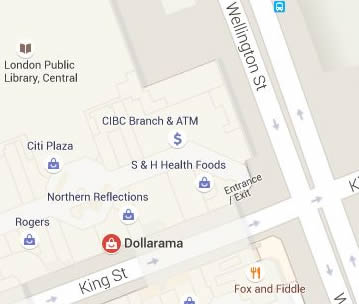 Wellington St
London Public
Library, Central
CIBC Branch & ATM
$
Citi Plaza
S & H Health Foods
Entrance
/ Exit
Northern Reflections
Rogers
Dollarama
King St
Ki
Fox and Fiddle